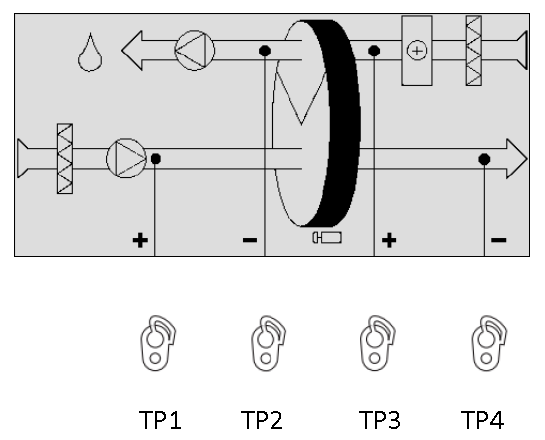 + − + −
TP1 TP2 TP3 TP4